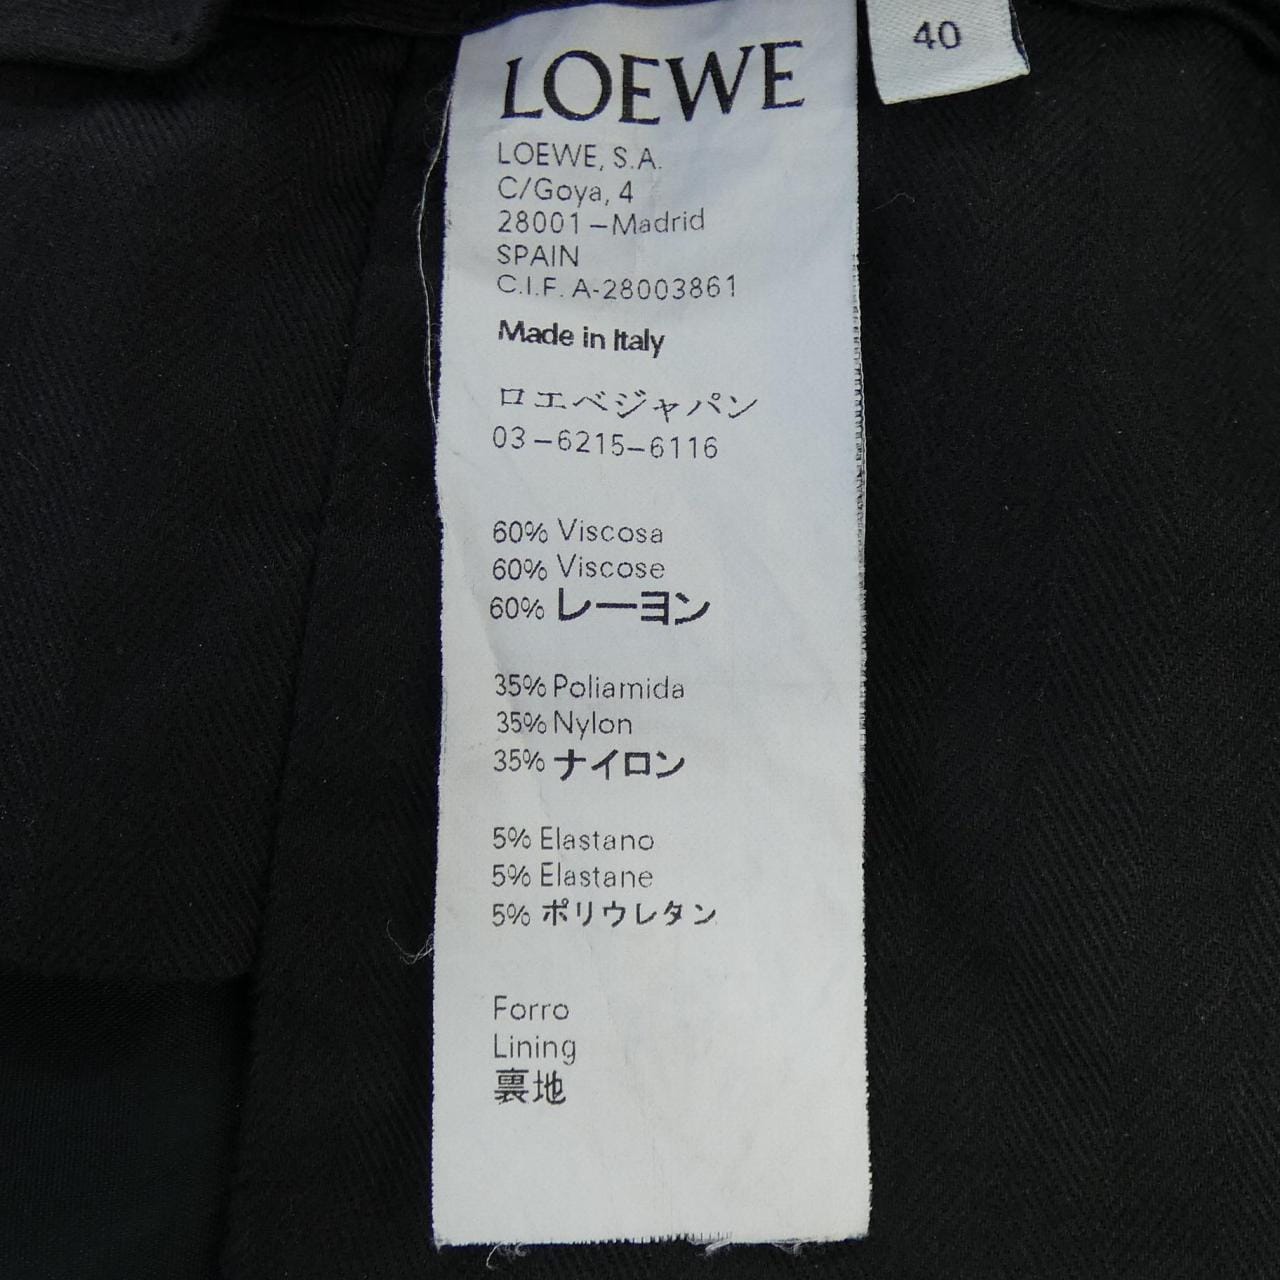 LOEWE
40
LOEWE, S.A.
C/Goya, 4
28001 – Madrid
SPAIN
C.I.F. A-28003861
Made in Italy
ロエベジャパン
03-6215-6116
60% Viscosa
60% Viscose
60% レーヨン
35% Poliamida
35% Nylon
35% ナイロン
5% Elastano
5% Elastane
5% ポリウレタン
Forro
Lining
裏地